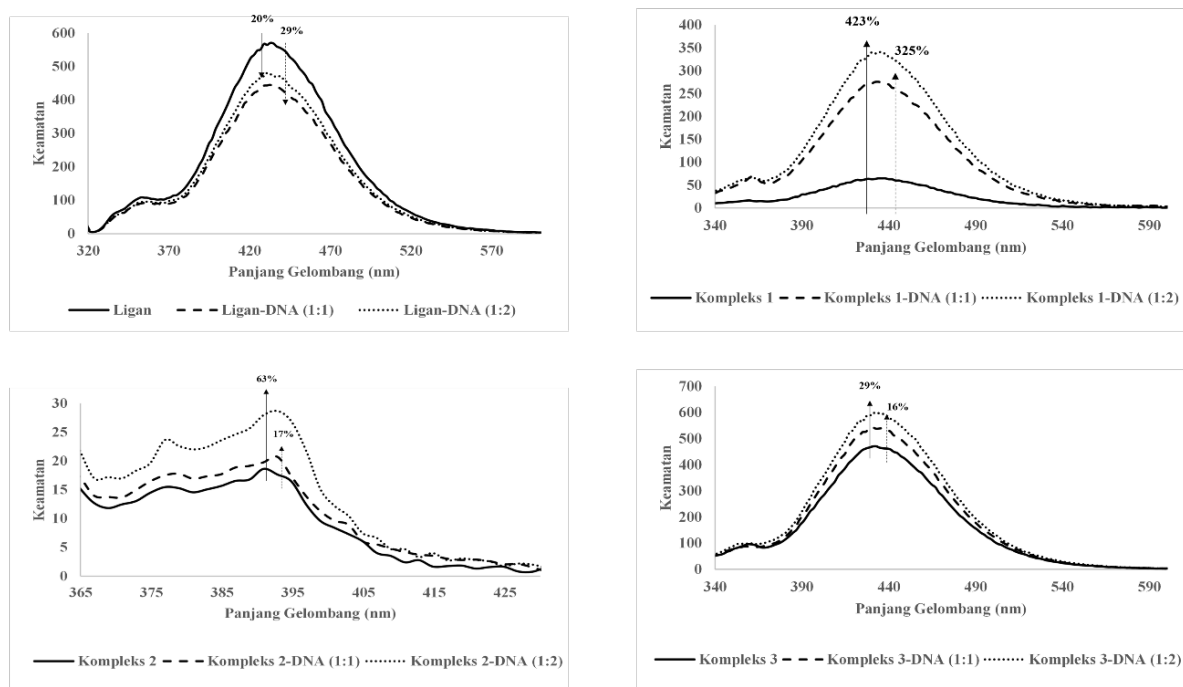 20%
29%
600
500
400
300
200
100
0
Keamatan
320 370 420 470 520 570
Panjang Gelombang (nm)
Ligan Ligan-DNA (1:1) Ligan-DNA (1:2)
423%
325%
400
350
300
250
200
150
100
50
0
Keamatan
340 390 440 490 540 590
Panjang Gelombang (nm)
Kompleks 1 Kompleks 1-DNA (1:1) Kompleks 1-DNA (1:2)
63%
17%
30
25
20
15
10
5
0
Keamatan
365 375 385 395 405 415 425
Panjang Gelombang (nm)
Kompleks 2 Kompleks 2-DNA (1:1) Kompleks 2-DNA (1:2)
29%
16%
700
600
500
400
300
200
100
0
Keamatan
340 390 440 490 540 590
Panjang Gelombang (nm)
Kompleks 3 Kompleks 3-DNA (1:1) Kompleks 3-DNA (1:2)